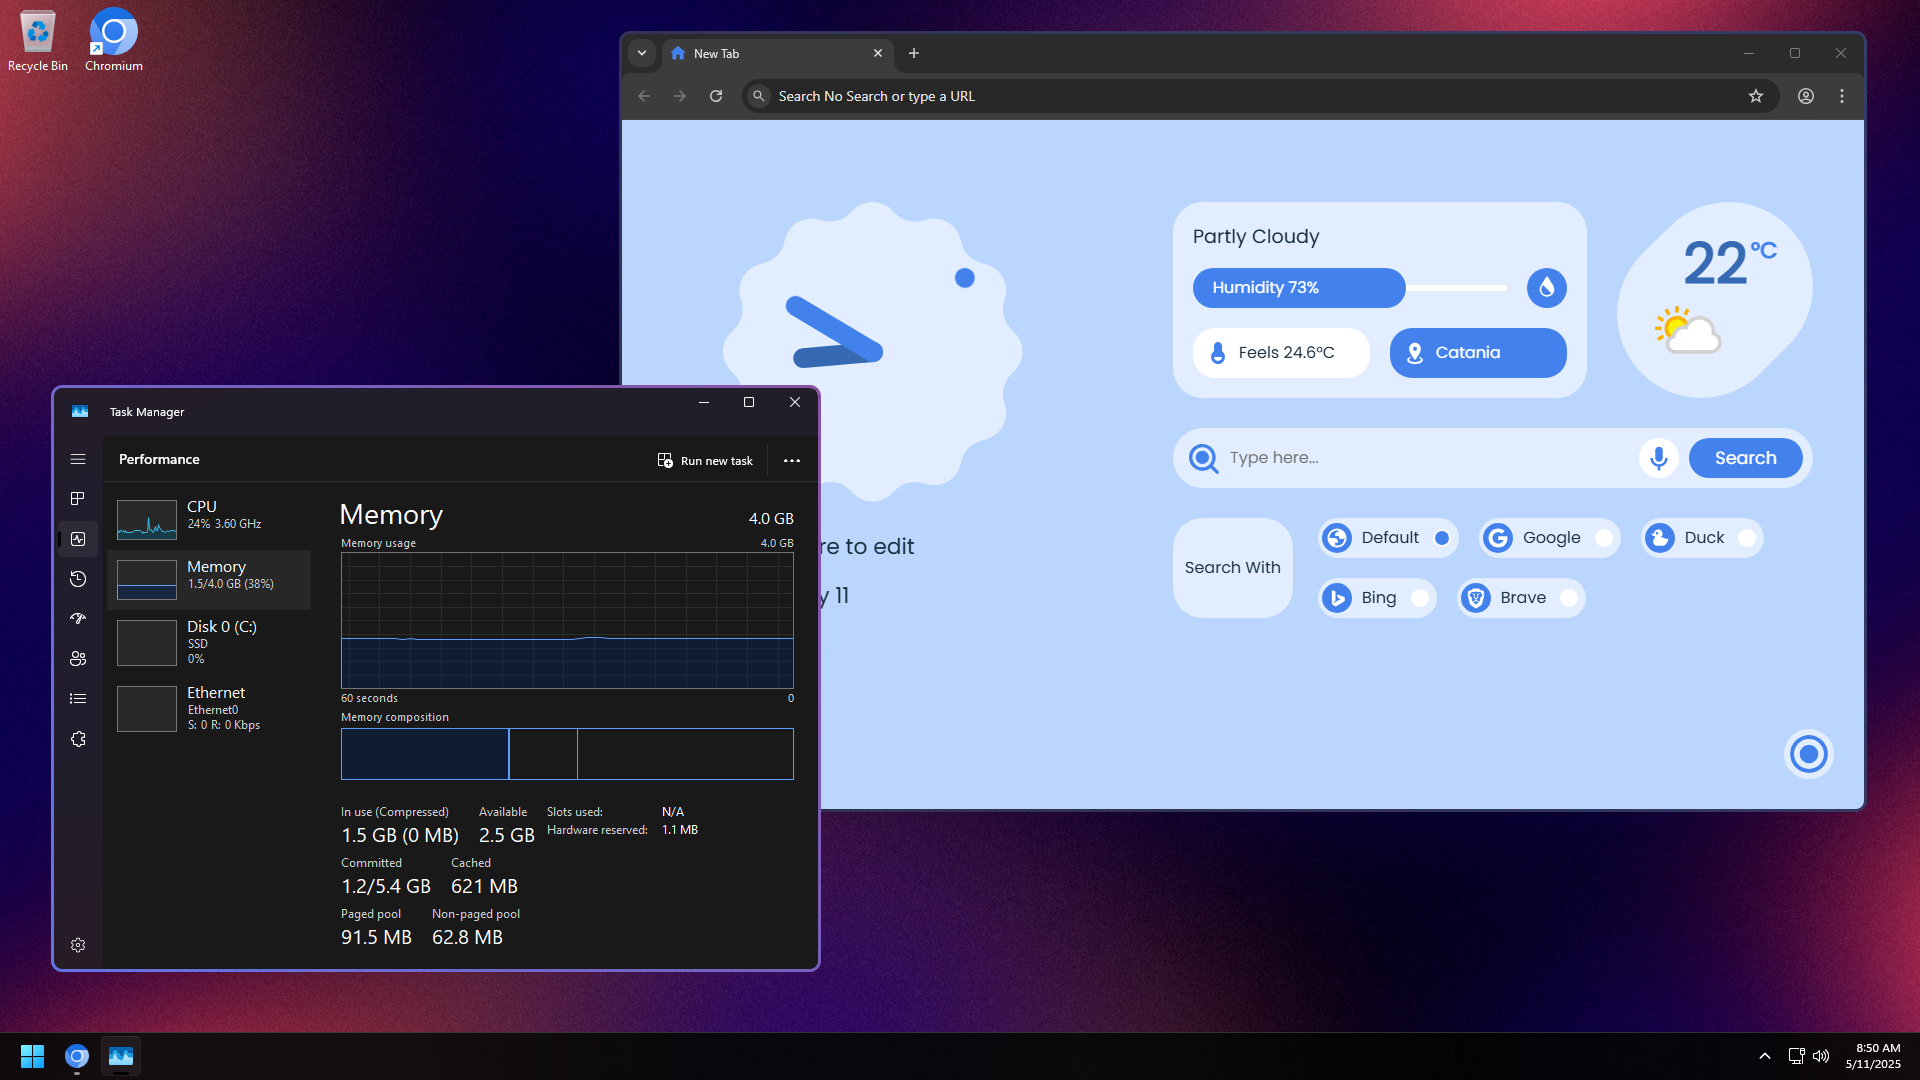 Recycle Bin
Chromium
New Tab
Search No Search or type a URL
Partly Cloudy
Humidity 73%
Feels 24.6°C
Catania
22°C
Type here...
Search
Search With
Default
Google
Duck
Bing
Brave
re to edit
y 11
Task Manager
Performance
Run new task
CPU
24% 3.60 GHz
Memory
1.5/4.0 GB (38%)
Disk 0 (C:)
SSD
0%
Ethernet
Ethernet0
S: 0 R: 0 Kbps
Memory
4.0 GB
Memory usage
4.0 GB
60 seconds
0
Memory composition
In use (Compressed)
1.5 GB (0 MB)
Available
2.5 GB
Slots used:
N/A
Hardware reserved:
1.1 MB
Committed
1.2/5.4 GB
Cached
621 MB
Paged pool
91.5 MB
Non-paged pool
62.8 MB
8:50 AM
5/11/2025